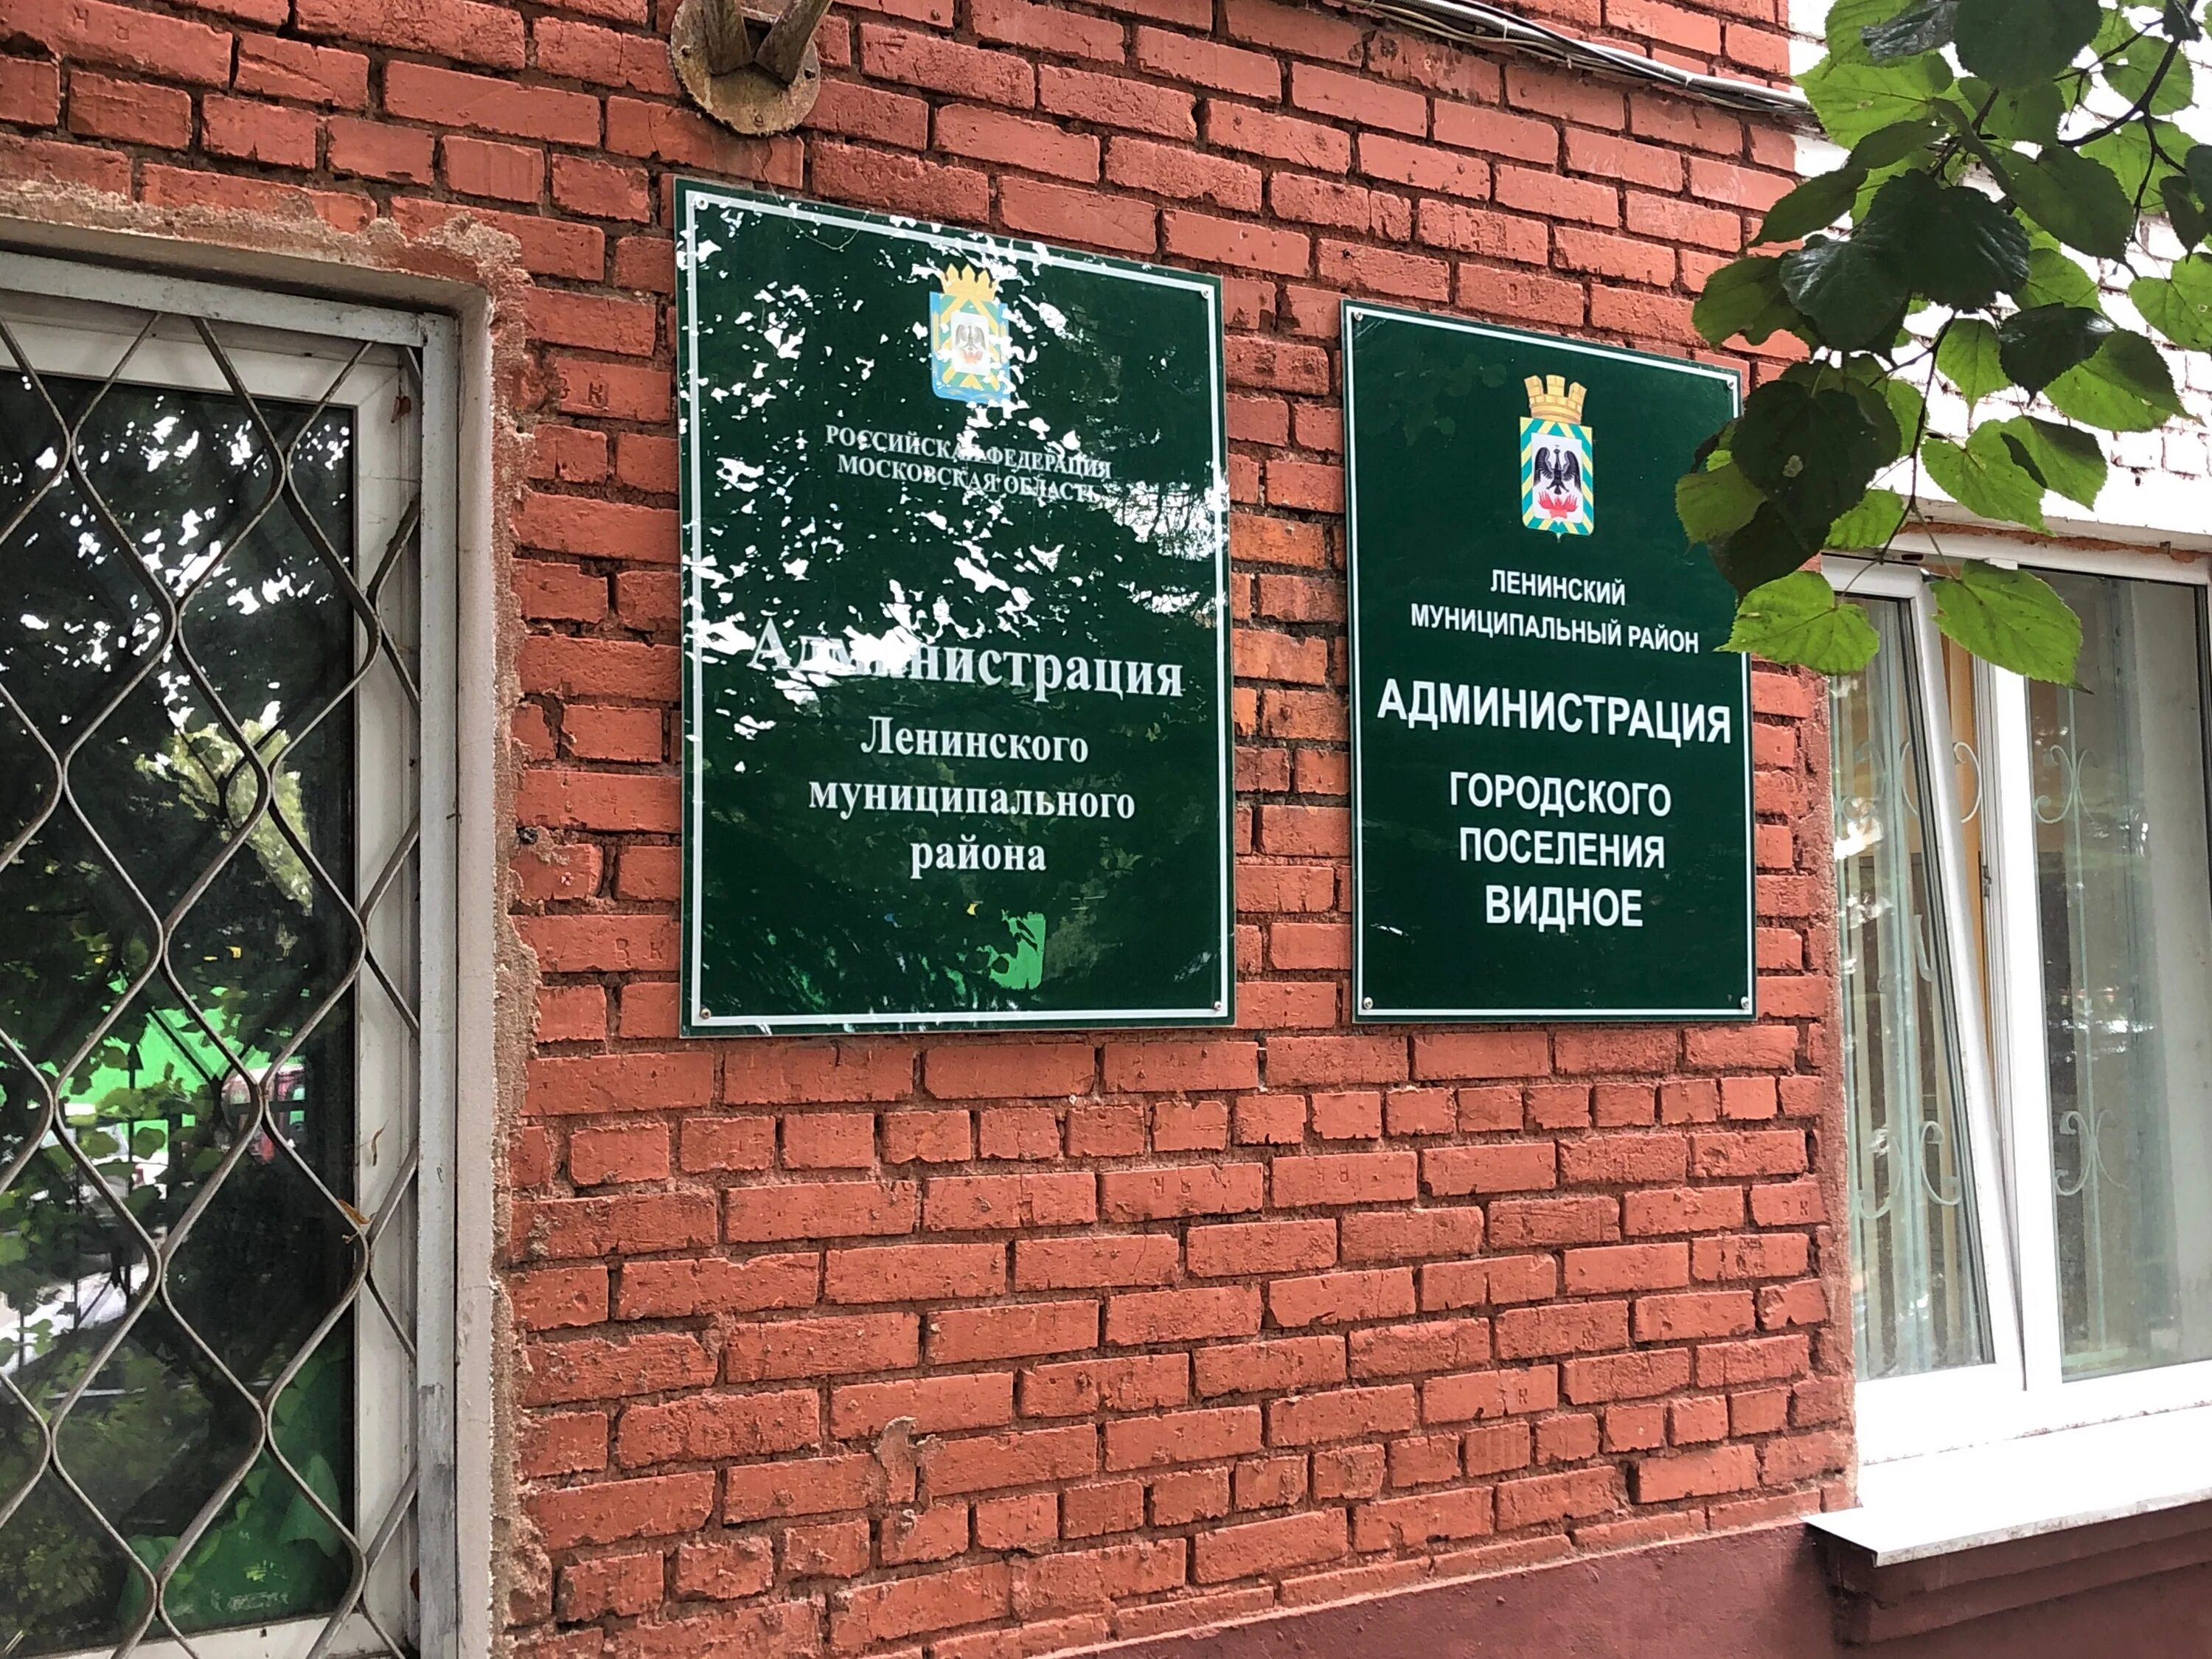 РОССИЙСКАЯ ФЕДЕРАЦИЯ
МОСКОВСКАЯ ОБЛАСТЬ
Администрация
Ленинского
муниципального
района
ЛЕНИНСКИЙ
МУНИЦИПАЛЬНЫЙ РАЙОН
АДМИНИСТРАЦИЯ
ГОРОДСКОГО
ПОСЕЛЕНИЯ
ВИДНОЕ